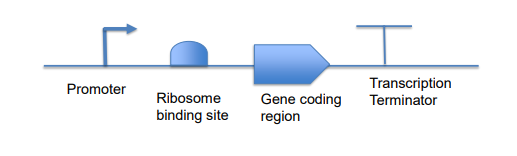 Promoter
Ribosome
binding site
Gene coding
region
Transcription
Terminator